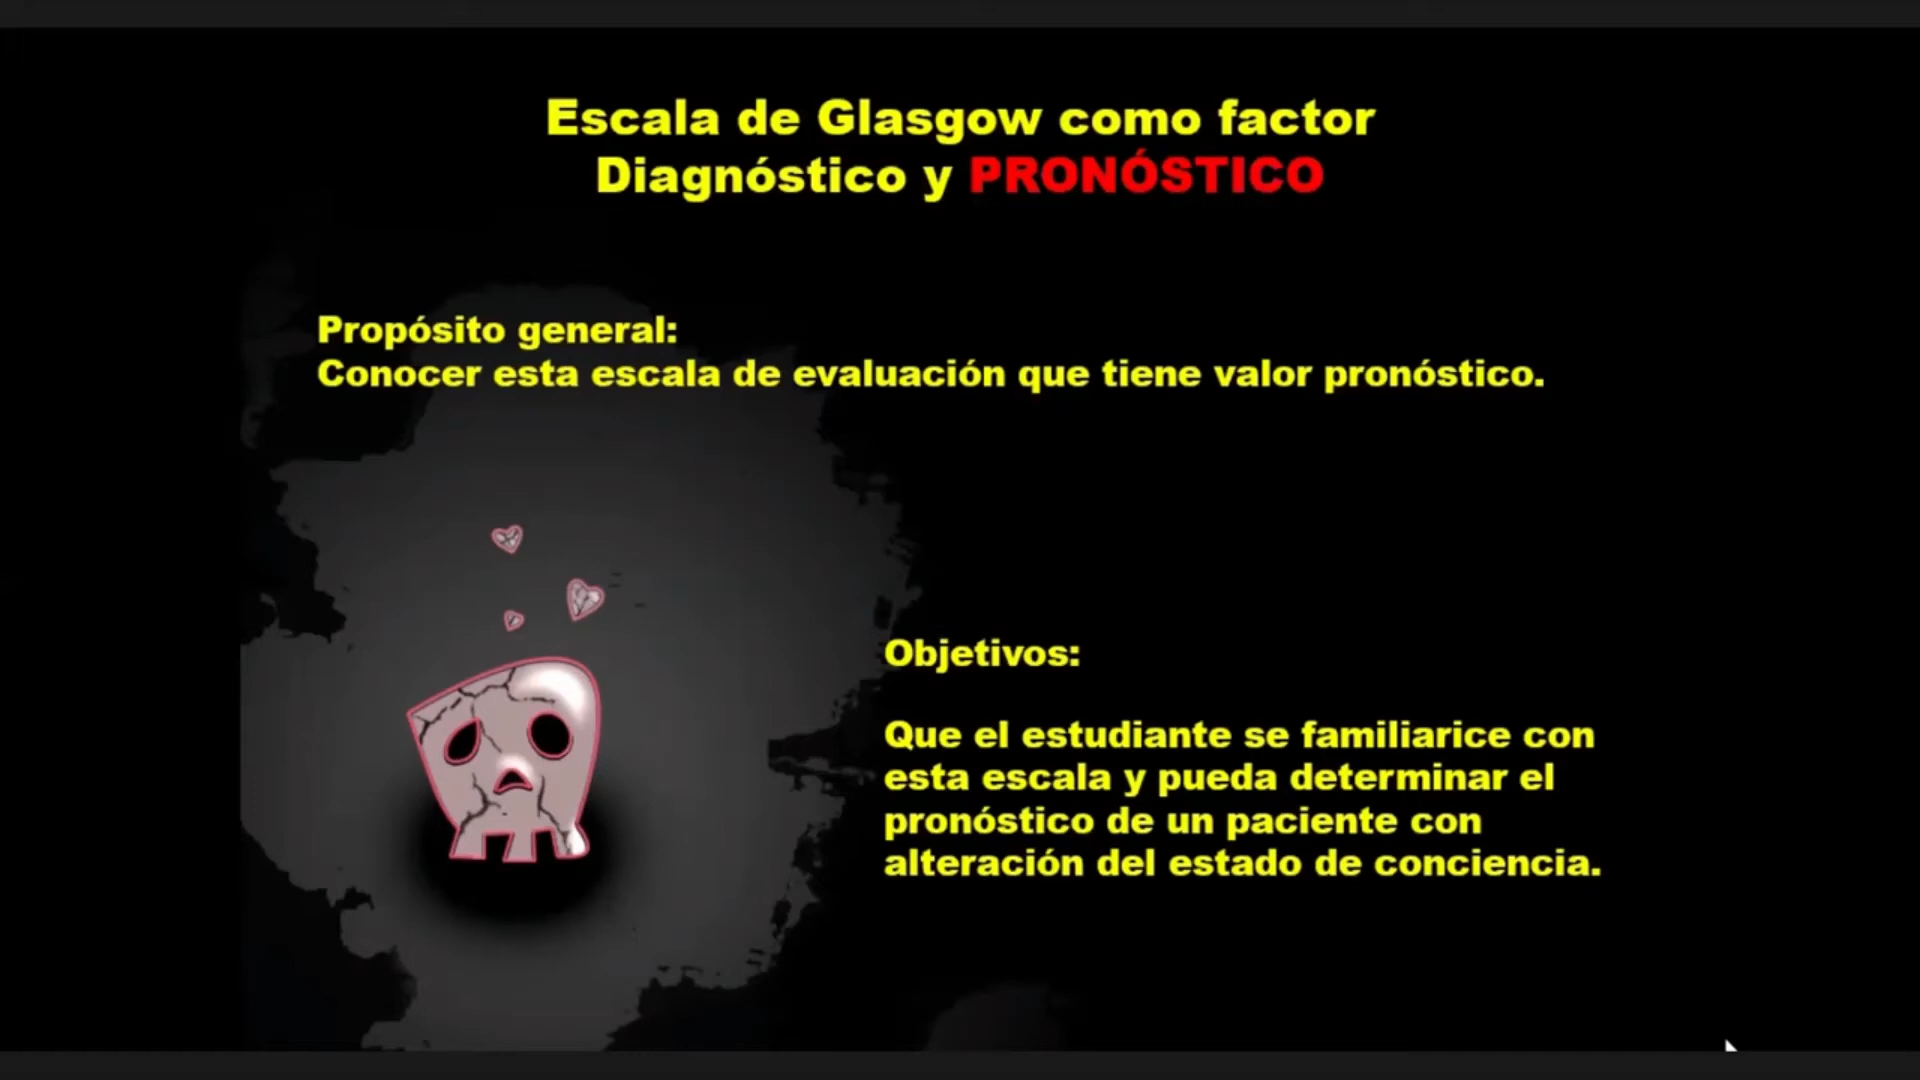 Escala de Glasgow como factor
Diagnóstico y PRONÓSTICO
Propósito general:
Conocer esta escala de evaluación que tiene valor pronóstico.
Objetivos:
Que el estudiante se familiarice con
esta escala y pueda determinar el
pronóstico de un paciente con
alteración del estado de conciencia.